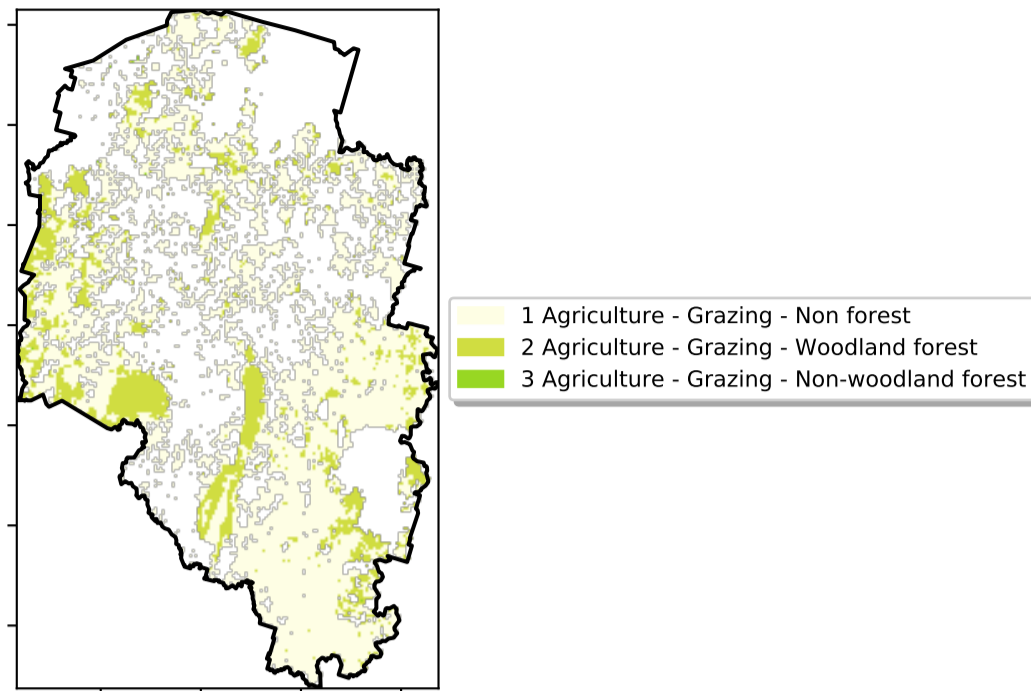 1 Agriculture - Grazing - Non forest
2 Agriculture - Grazing - Woodland forest
3 Agriculture - Grazing - Non-woodland forest